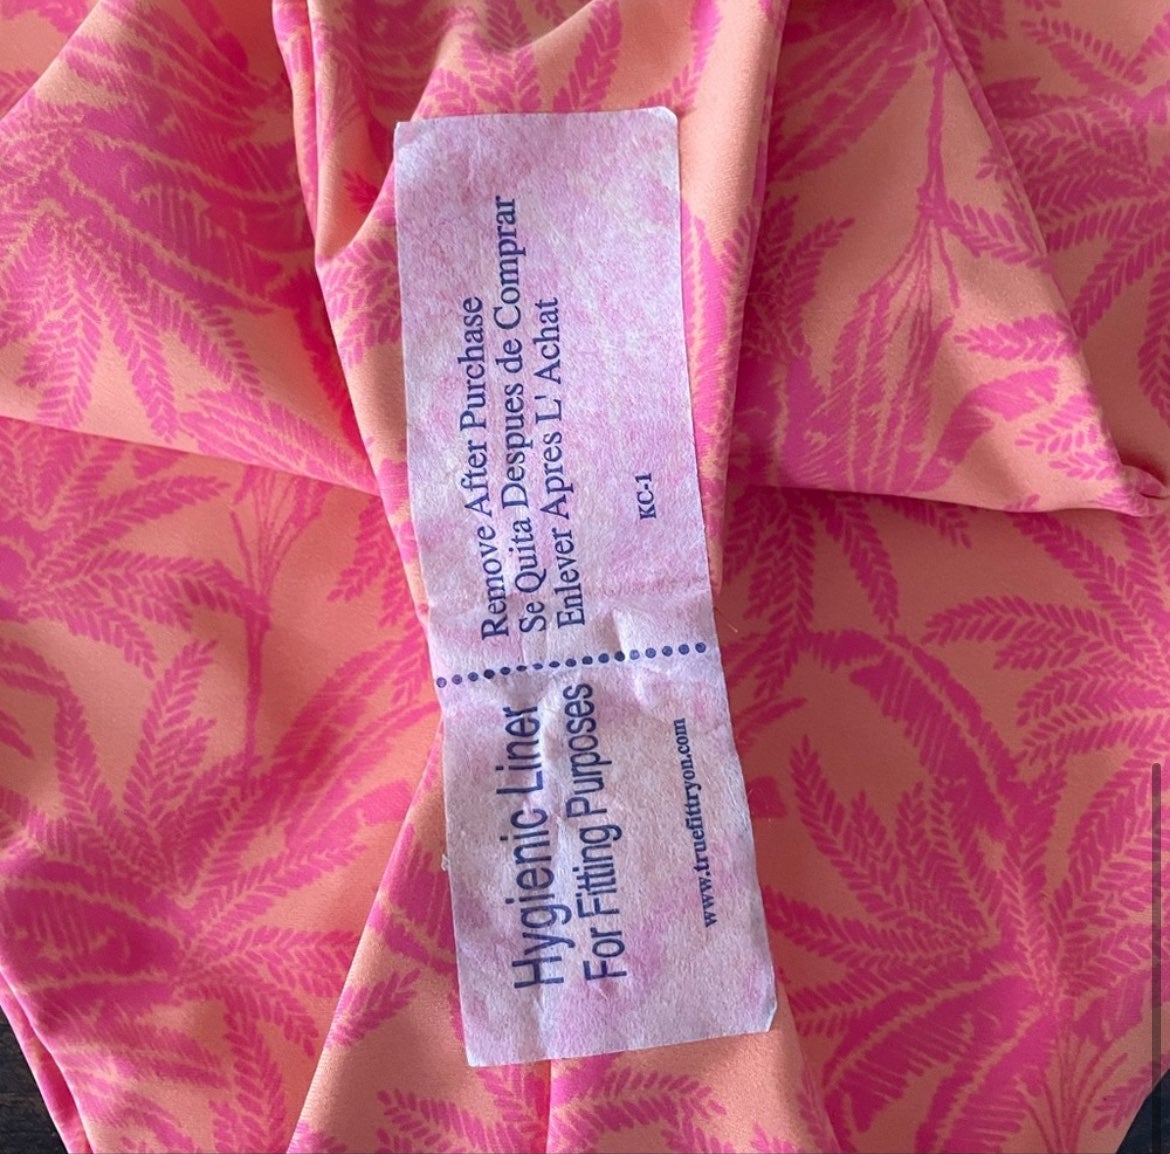 Remove After Purchase
Se Quita Despues de Comprar
Enlever Apres L' Achat
KC-1
Hygienic Liner
For Fitting Purposes
www.truefittryon.com